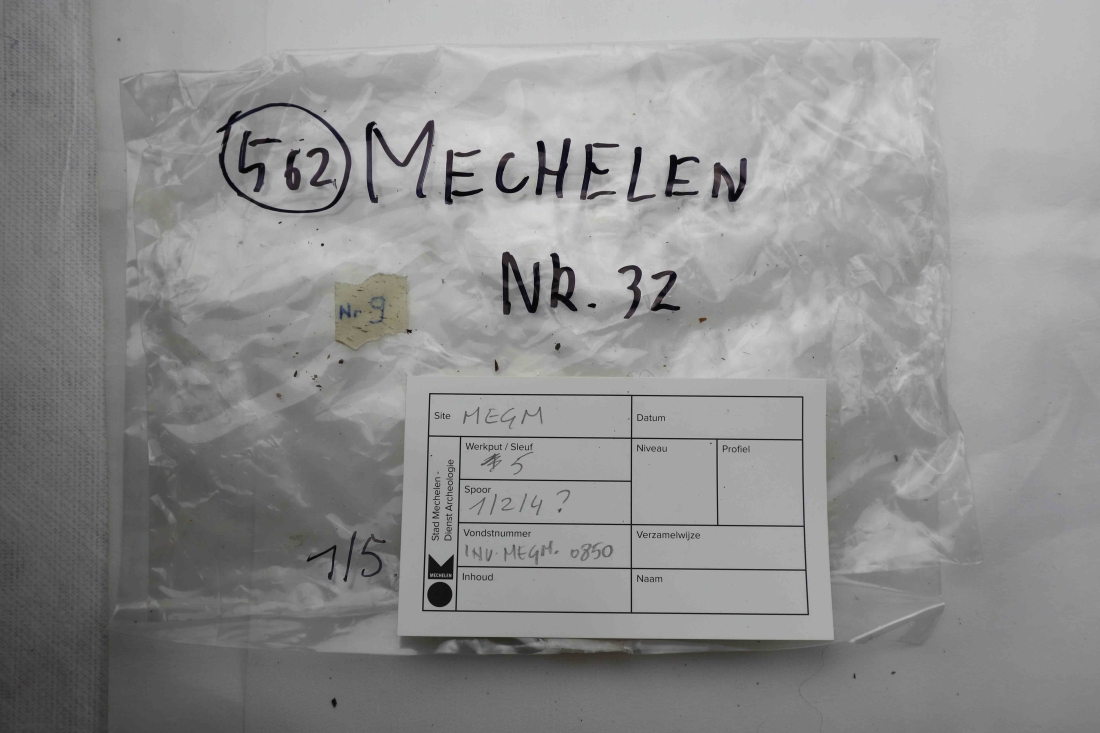 562 MECHELEN
NR. 32
Nr 9
1/5
Site MEGM
Datum
Werkput / Sleuf
5
Niveau
Profiel
Spoor
1/2/4 ?
Vondstnummer
INV. MEGM. 0850
Verzamelwijze
Inhoud
Naam
Stad Mechelen -
Dienst Archeologie
MECHELEN